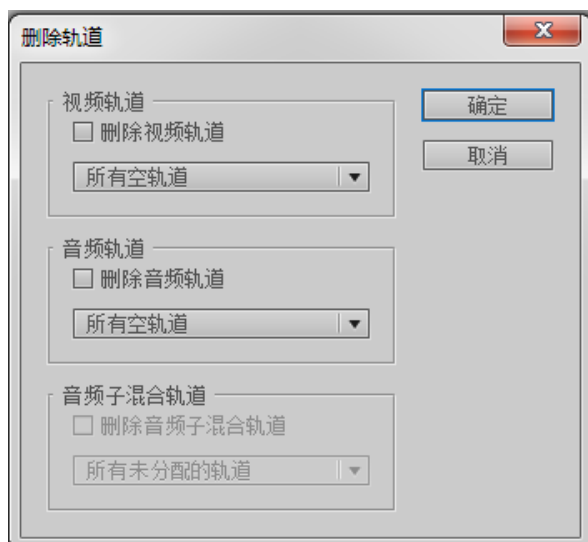 删除轨道
视频轨道
删除视频轨道
所有空轨道
确定
取消
音频轨道
删除音频轨道
所有空轨道
音频子混合轨道
删除音频子混合轨道
所有未分配的轨道